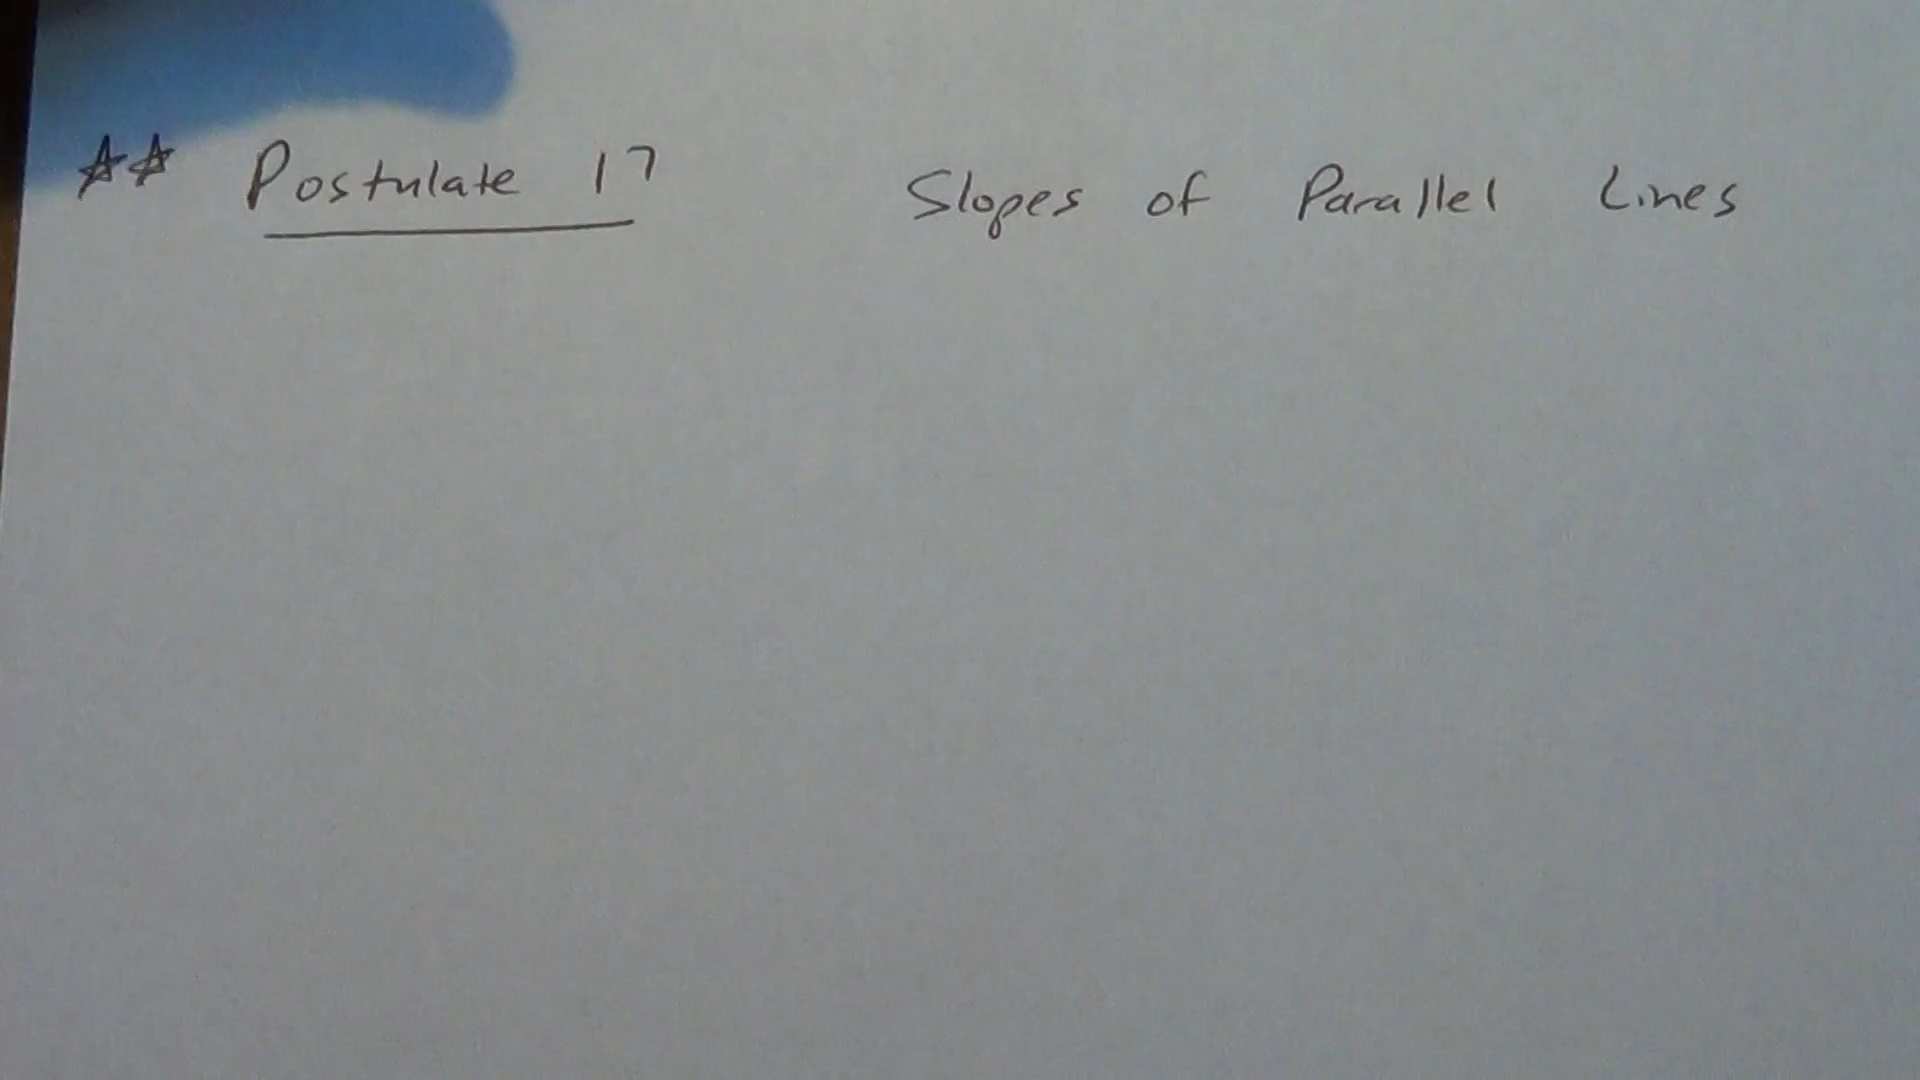 ☆☆ Postulate 17 Slopes of Parallel Lines